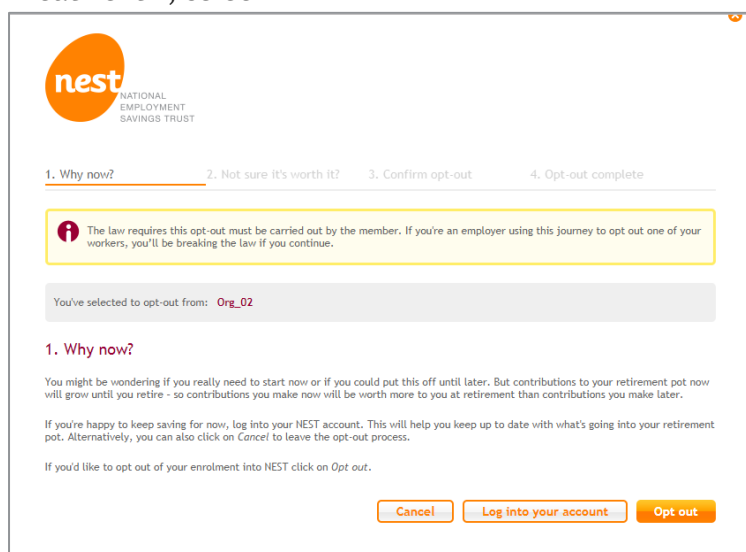 nest
NATIONAL
EMPLOYMENT
SAVINGS TRUST
1. Why now?
2. Not sure it's worth it?
3. Confirm opt-out
4. Opt-out complete
The law requires this opt-out must be carried out by the member. If you're an employer using this journey to opt out one of your
workers, you'll be breaking the law if you continue.
You've selected to opt-out from: Org_02
1. Why now?
You might be wondering if you really need to start now or if you could put this off until later. But contributions to your retirement pot now
will grow until you retire - so contributions you make now will be worth more to you at retirement than contributions you make later.
If you're happy to keep saving for now, log into your NEST account. This will help you keep up to date with what's going into your retirement
pot. Alternatively, you can also click on Cancel to leave the opt-out process.
If you'd like to opt out of your enrolment into NEST click on Opt out.
Cancel
Log into your account
Opt out